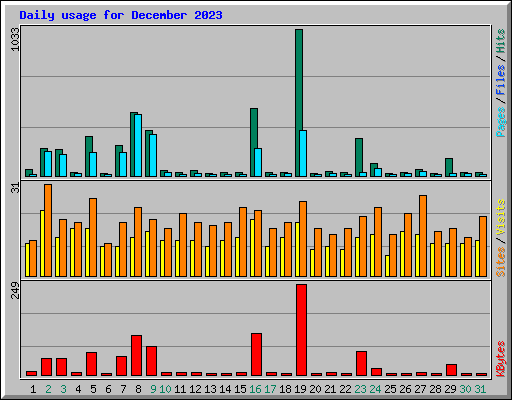 Daily usage for December 2023
1033
Pages / Files / Hits
31
Sites / Visits
249
KBytes
1 2 3 4 5 6 7 8 9 10 11 12 13 14 15 16 17 18 19 20 21 22 23 24 25 26 27 28 29 30 31